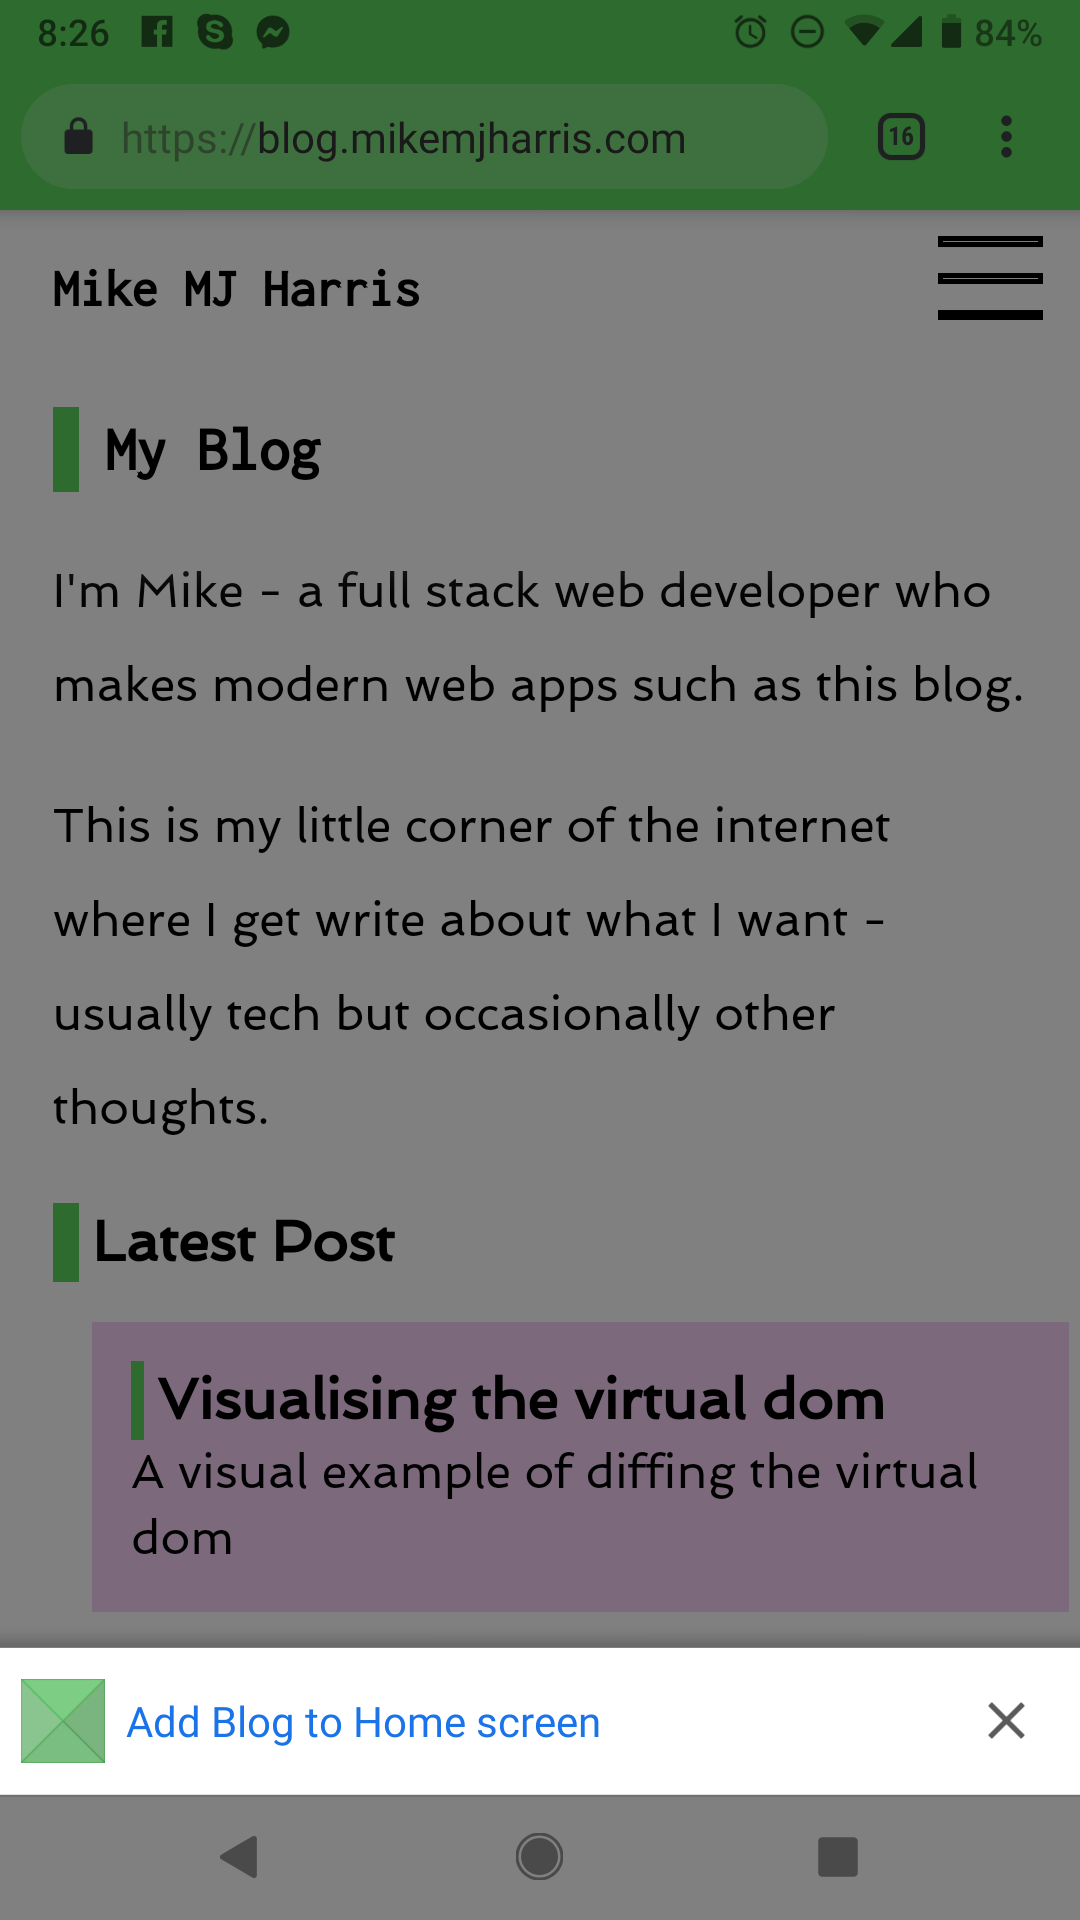 8:26
84%
https://blog.mikemjharris.com
16
Mike MJ Harris
My Blog
I'm Mike - a full stack web developer who
makes modern web apps such as this blog.
This is my little corner of the internet
where I get write about what I want -
usually tech but occasionally other
thoughts.
Latest Post
Visualising the virtual dom
A visual example of diffing the virtual
dom
Add Blog to Home screen